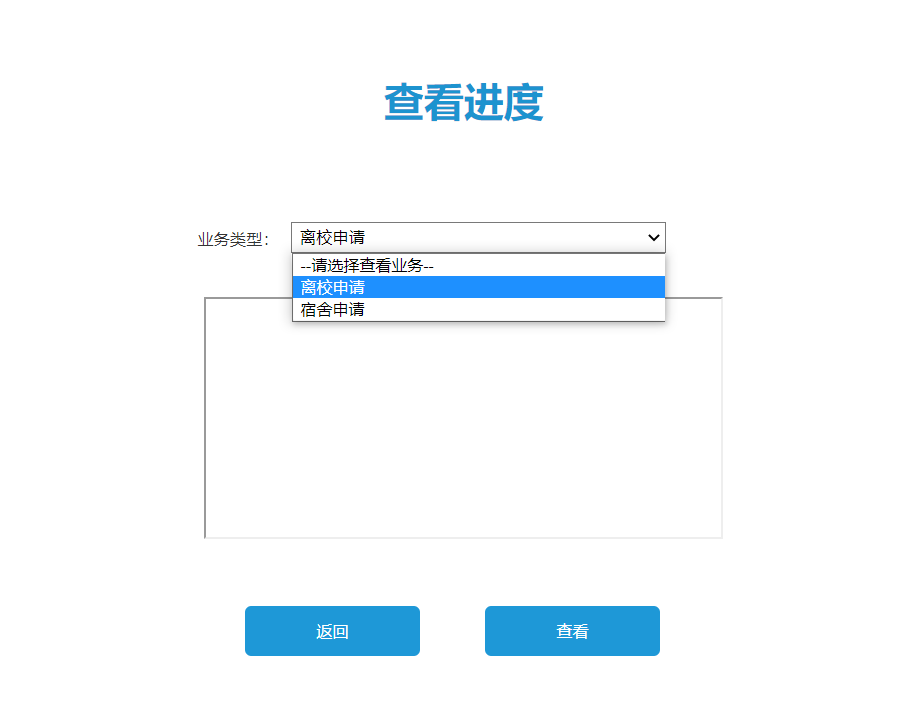 查看进度
业务类型：
离校申请
--请选择查看业务--
离校申请
宿舍申请
返回
查看